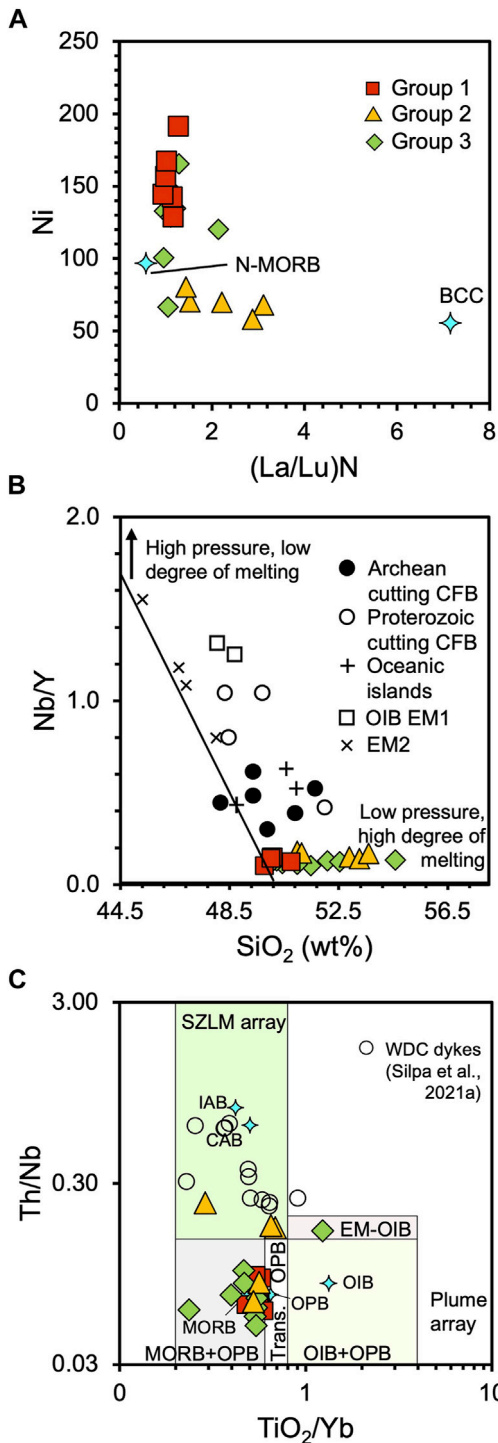 A
250
200
150
100
50
0
Ni
Group 1
Group 2
Group 3
N-MORB
BCC
0
2
4
6
8
(La/Lu)N
B
2.0
1.0
0.0
Nb/Y
High pressure, low
degree of melting
Archean
cutting CFB
Proterozoic
cutting CFB
Oceanic
islands
OIB EM1
EM2
Low pressure,
high degree of
melting
44.5
48.5
52.5
56.5
SiO₂ (wt%)
C
3.00
0.30
0.03
Th/Nb
SZLM array
WDC dykes
(Silpa et al.,
2021a)
IAB
CAB
EM-OIB
Trans. OPB
OIB
OPB
MORB
Plume
array
MORB+OPB
OIB+OPB
0
1
10
TiO₂/Yb